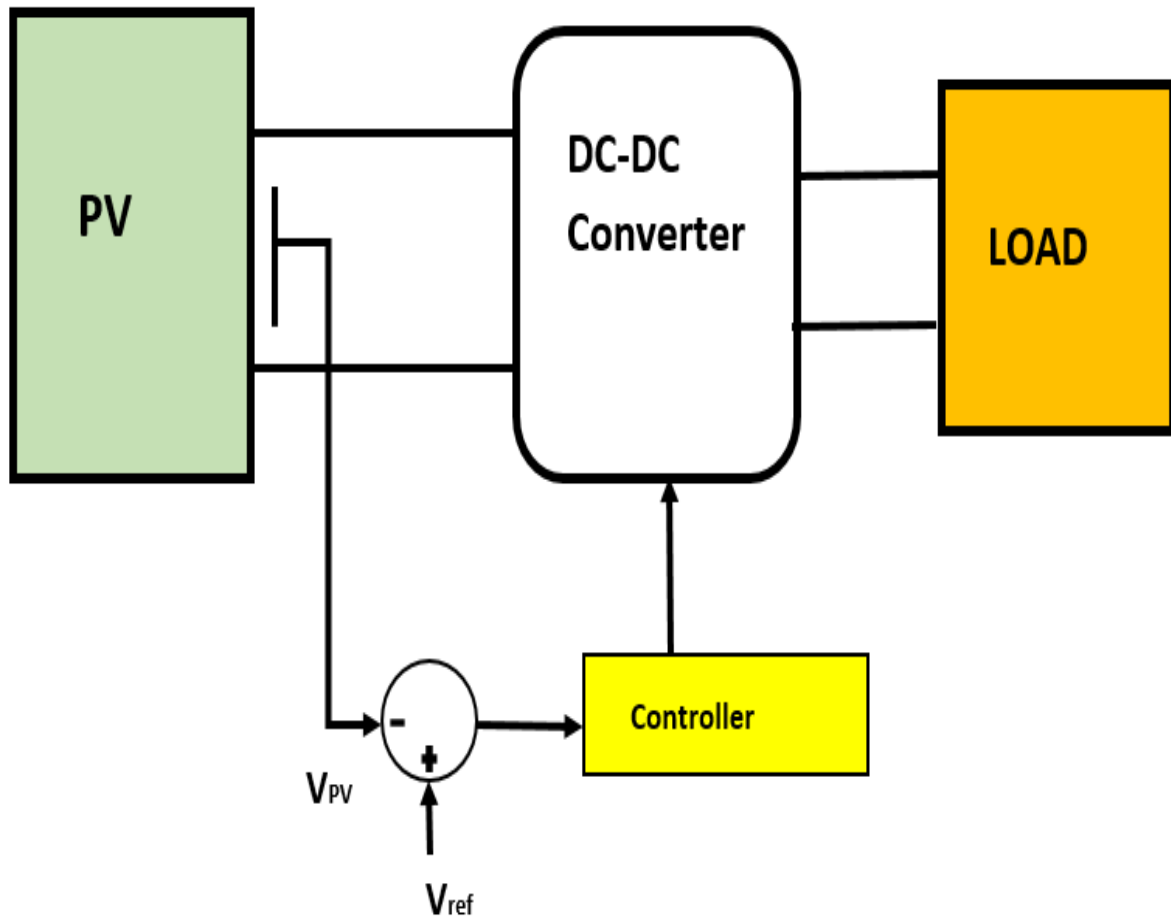 PV
DC-DC
Converter
LOAD
Controller
-
+
VPV
Vref